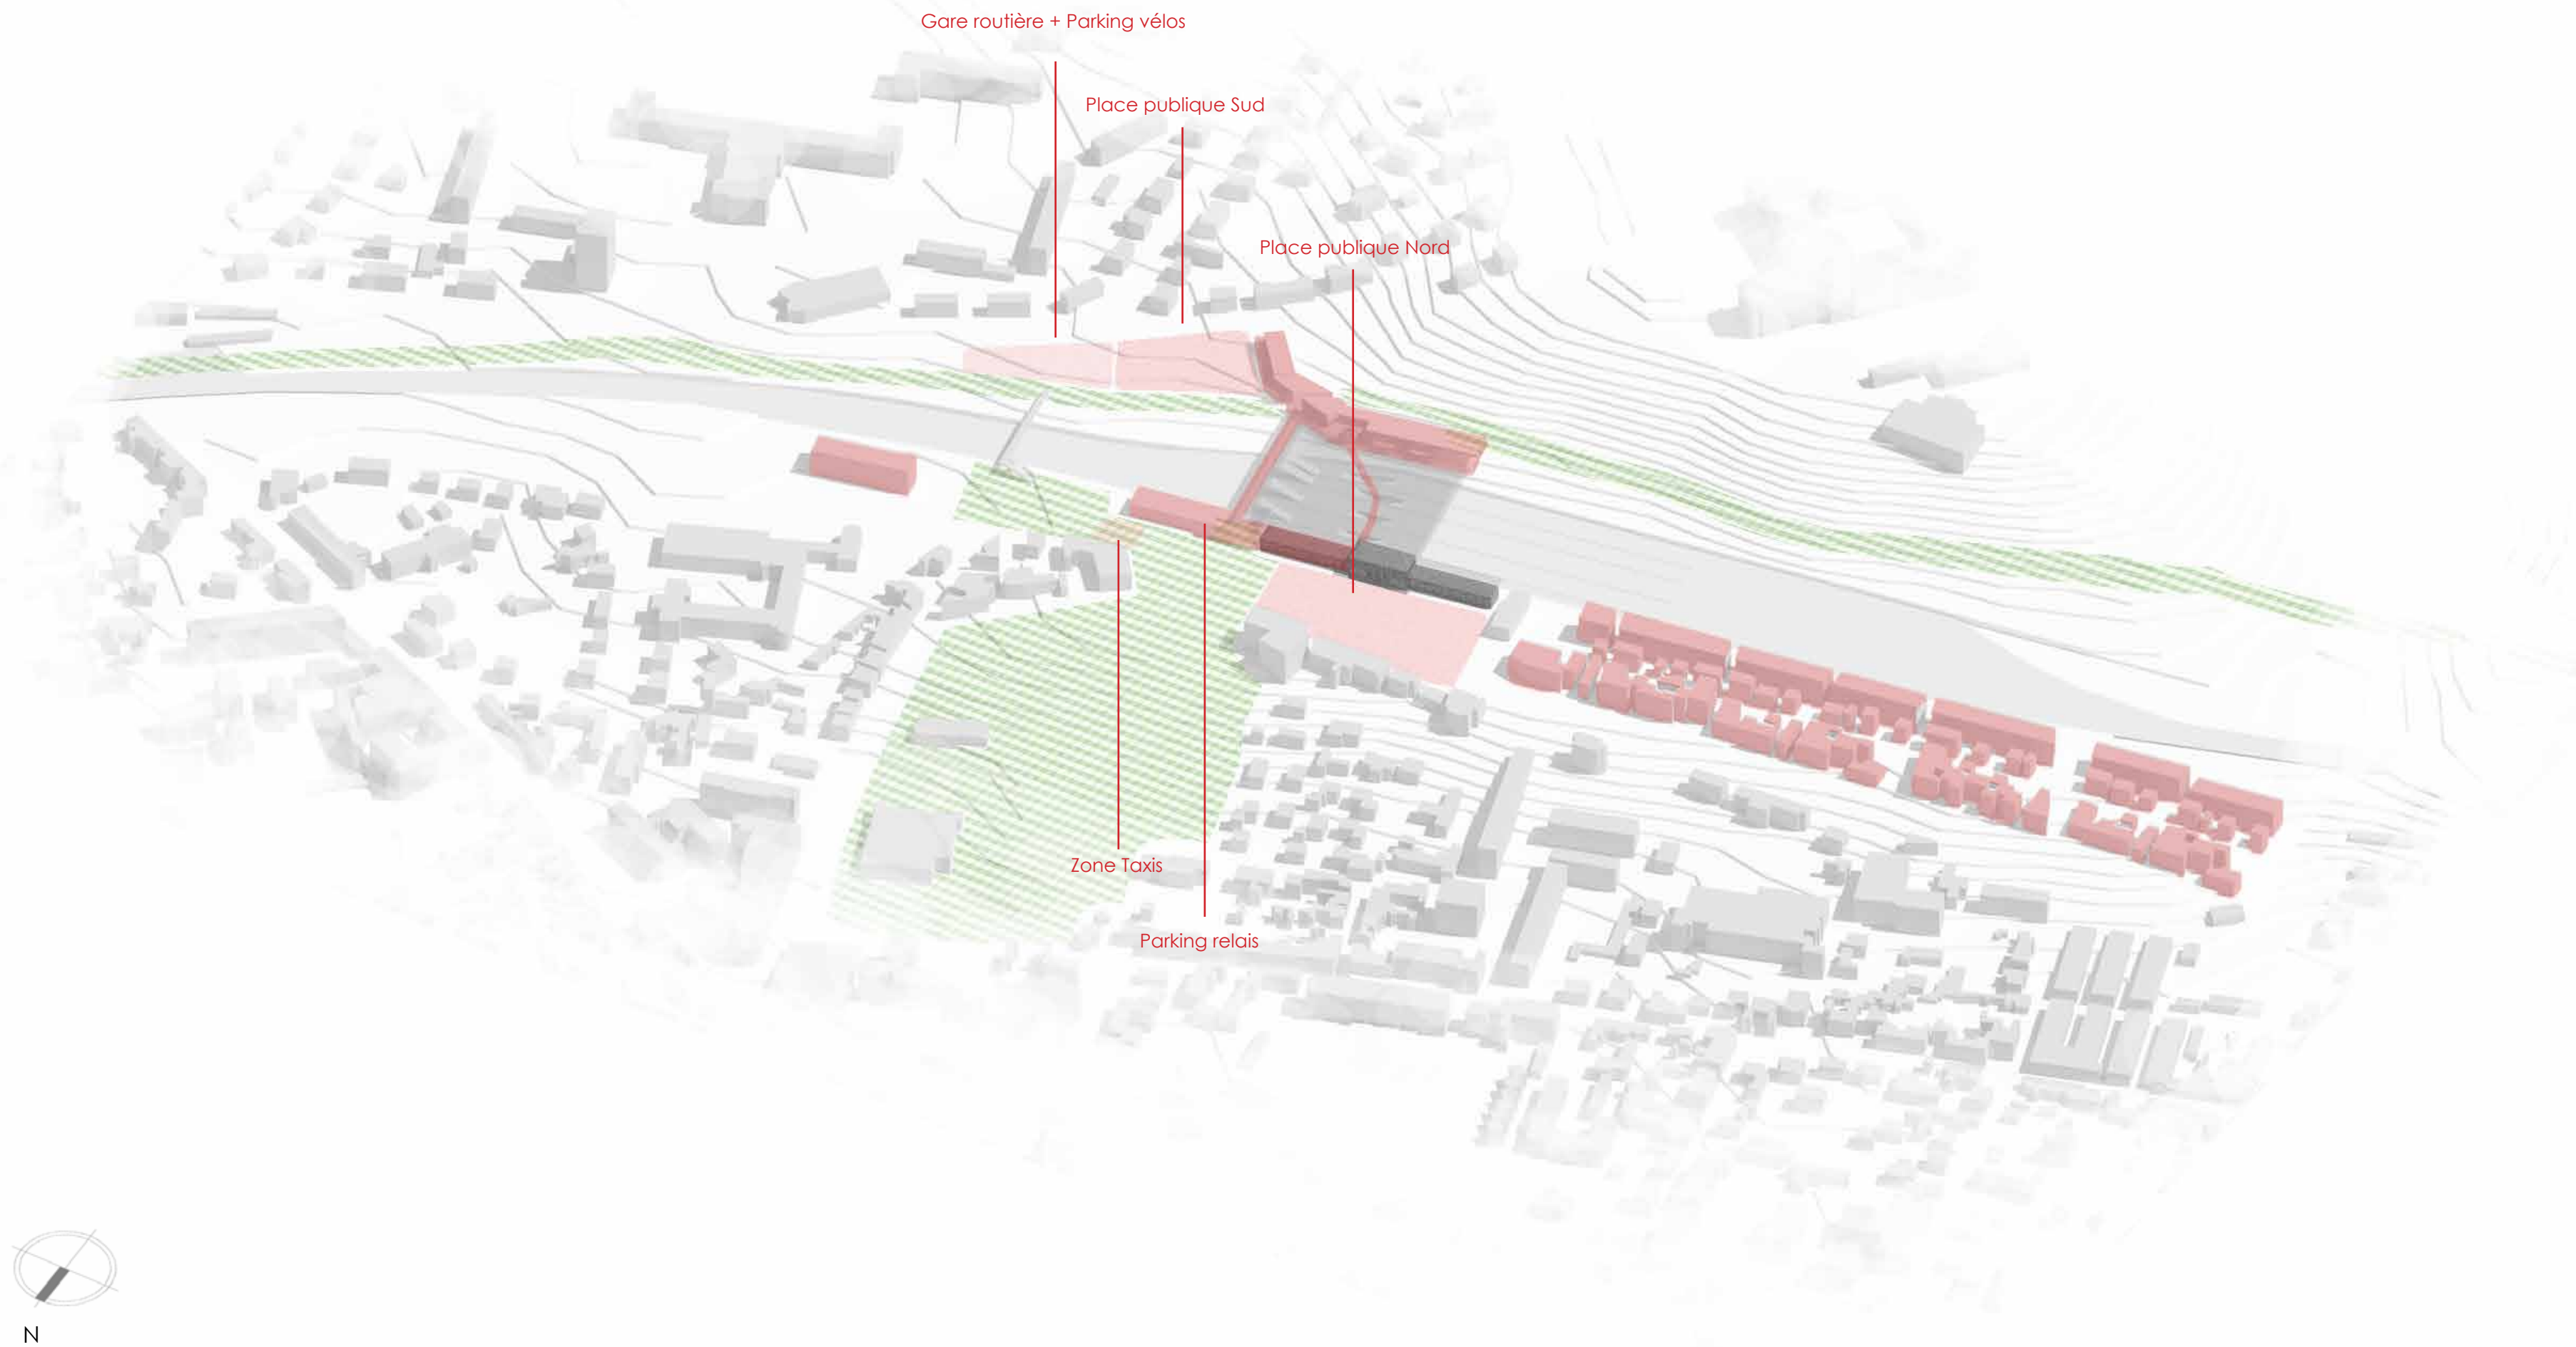 Gare routière + Parking vélos
Place publique Sud
Place publique Nord
Zone Taxis
Parking relais
N